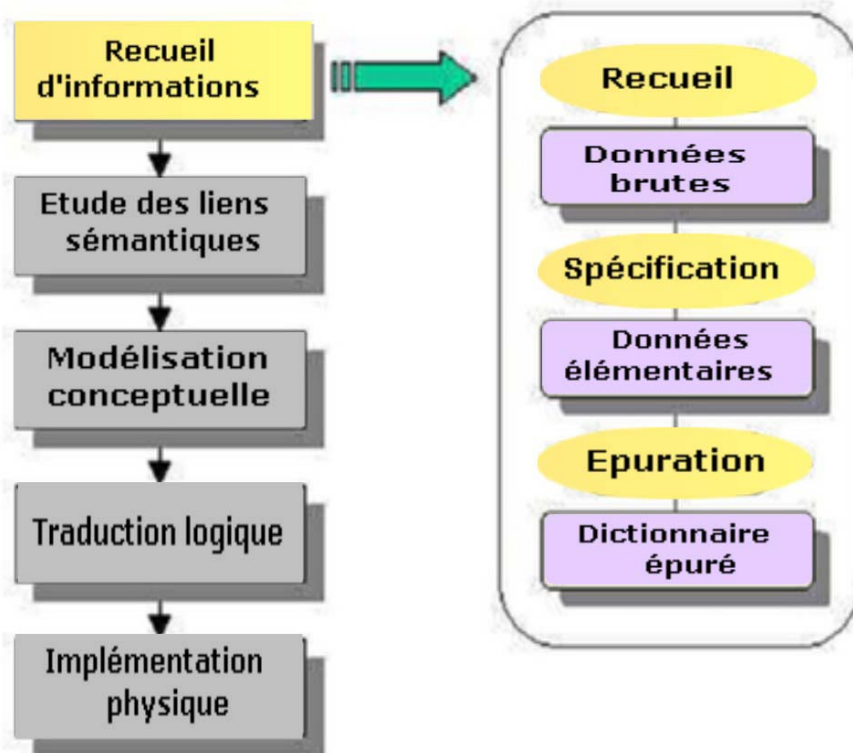 Recueil
d'informations
Etude des liens
sémantiques
Modélisation
conceptuelle
Traduction logique
Implémentation
physique
Recueil
Données
brutes
Spécification
Données
élémentaires
Epuration
Dictionnaire
épuré